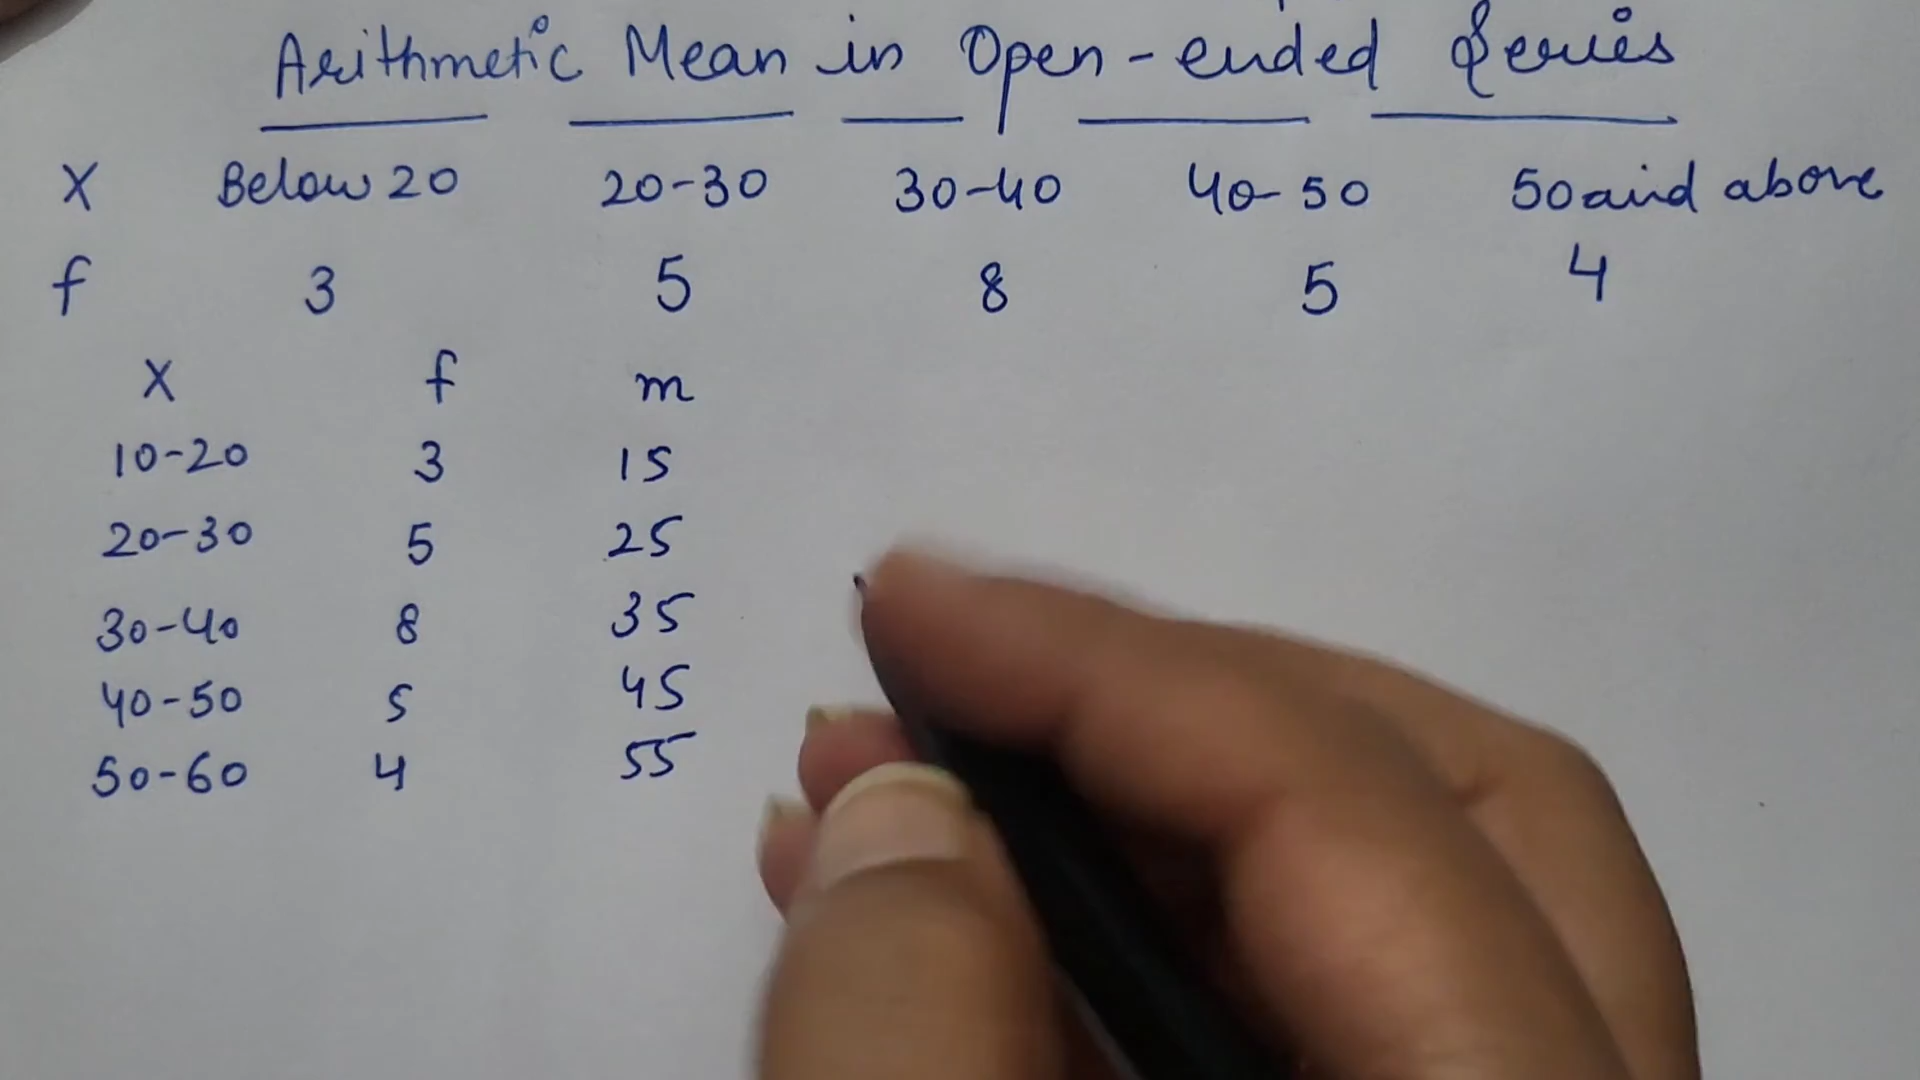 Arithmetic Mean in Open-ended Series
X Below 20 20-30 30-40 40-50 50 and above
f 3 5 8 5 4
X f m
10-20 3 15
20-30 5 25
30-40 8 35
40-50 5 45
50-60 4 55